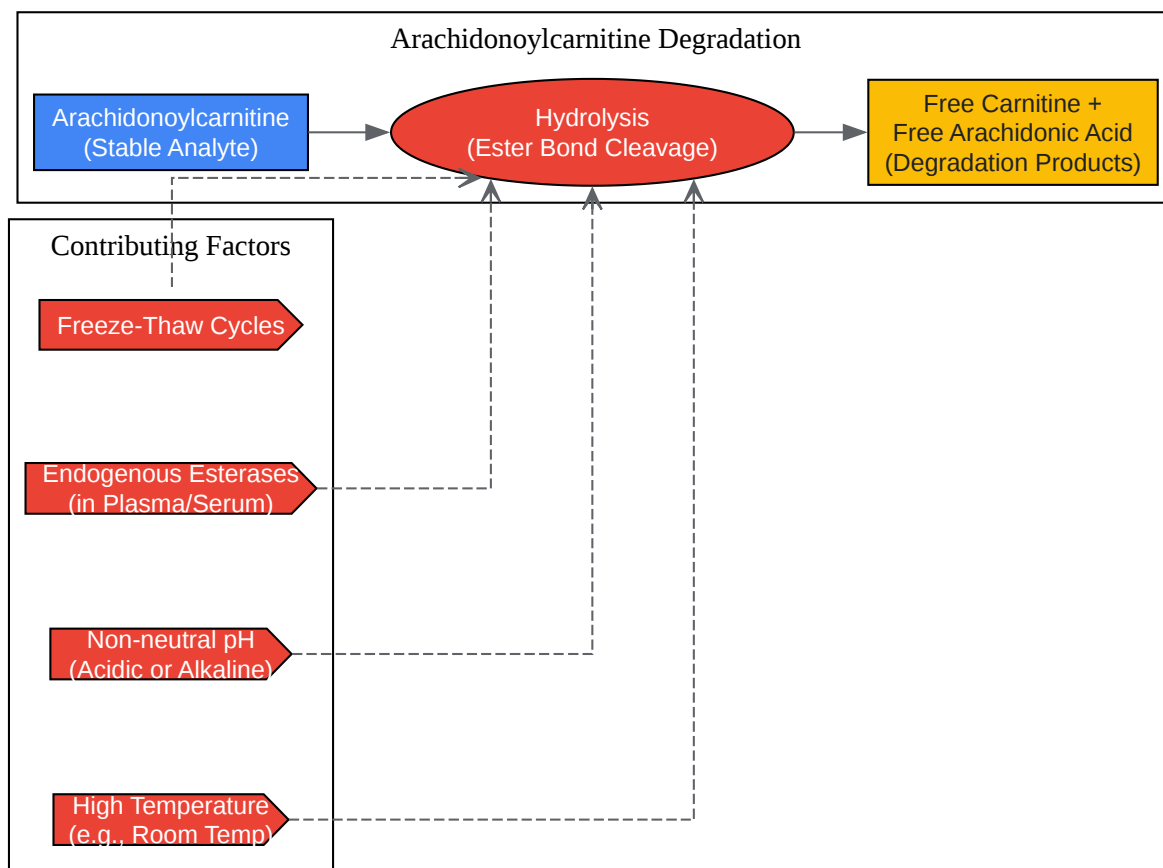 Arachidonoylcarnitine Degradation
Arachidonoylcarnitine
(Stable Analyte)
Hydrolysis
(Ester Bond Cleavage)
Free Carnitine +
Free Arachidonic Acid
(Degradation Products)
Contributing Factors
Freeze-Thaw Cycles
Endogenous Esterases
(in Plasma/Serum)
Non-neutral pH
(Acidic or Alkaline)
High Temperature
(e.g., Room Temp)